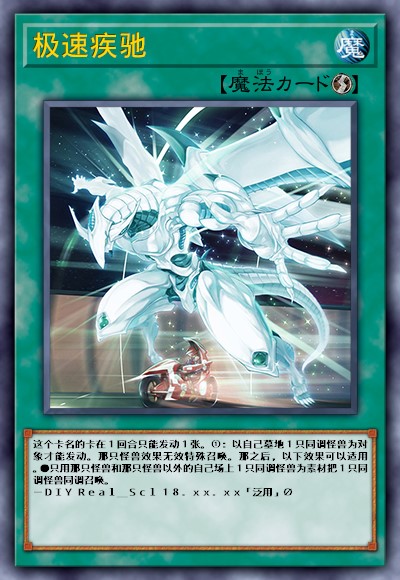 极速疾驰
魔
まほう
【魔法カード】
这个卡名的卡在１回合只能发动１张。①：以自己墓地１只同调怪兽为对
象才能发动。那只怪兽效果无效特殊召唤。那之后，以下效果可以适用
。●只用那只怪兽和那只怪兽以外的自己场上１只同调怪兽为素材把１只同
调怪兽同调召唤。
－ＤＩＹＲｅａｌ＿Ｓｃｌ１８．ｘｘ．ｘｘ「泛用」∅